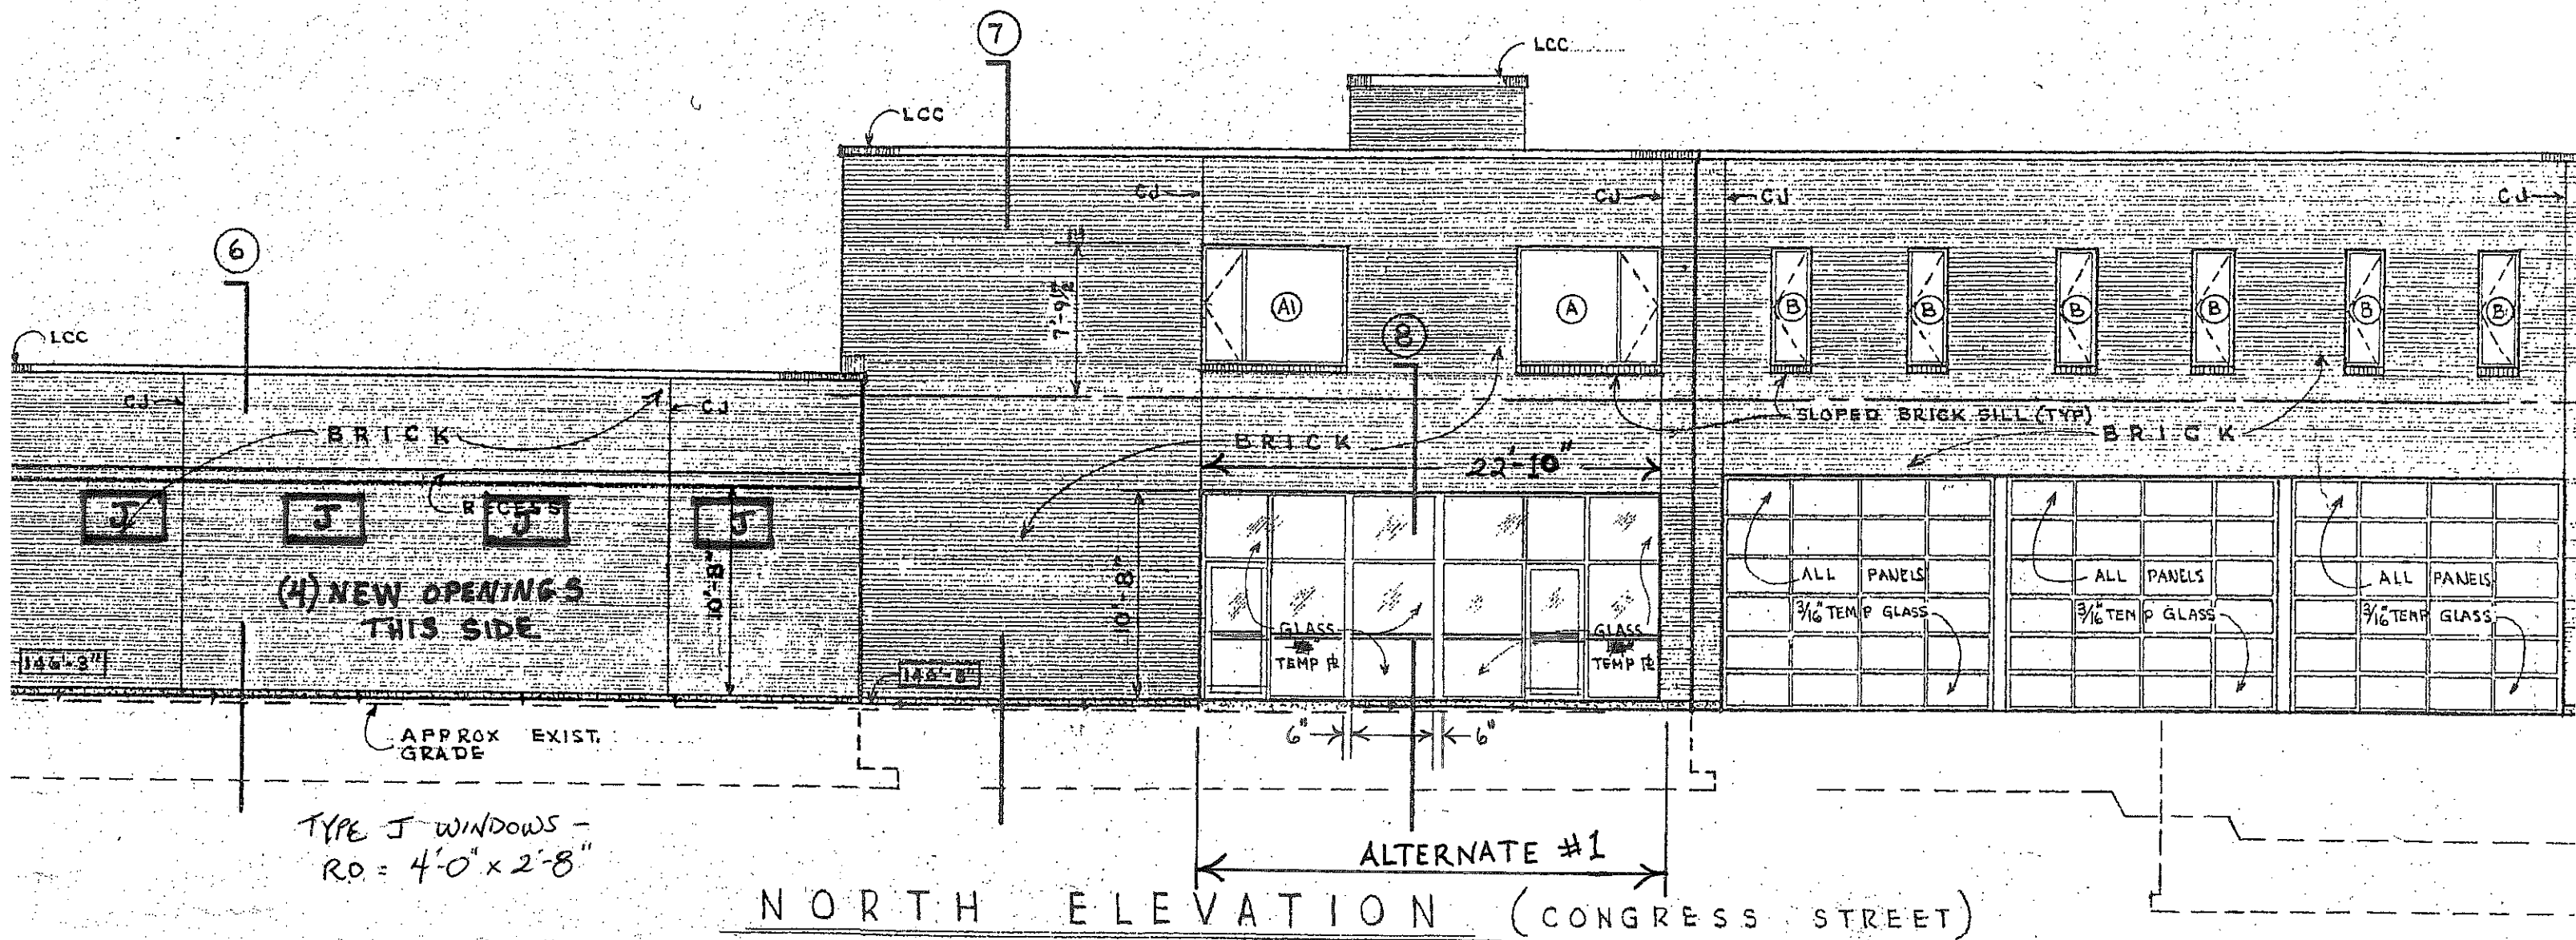 7
LCC
LCC
CJ
CJ
CJ
CJ
6
7'-9½"
A1
A
8
B
B
B
B
B
B
LCC
CJ
CJ
SLOPED BRICK SILL (TYP)
BRICK
BRICK
BRICK
22'-10"
RECESS
J
J
J
J
10'-8"
10'-8"
(4) NEW OPENINGS
THIS SIDE
ALL PANELS
3/16" TEMP GLASS
ALL PANELS
3/16" TEMP GLASS
ALL PANELS
3/16" TEMP GLASS
GLASS
TEMP PL
GLASS
TEMP PL
146'-8"
APPROX EXIST.
GRADE
6"
6"
TYPE J WINDOWS -
R.O. = 4'-0" x 2'-8"
ALTERNATE #1
NORTH ELEVATION (CONGRESS STREET)